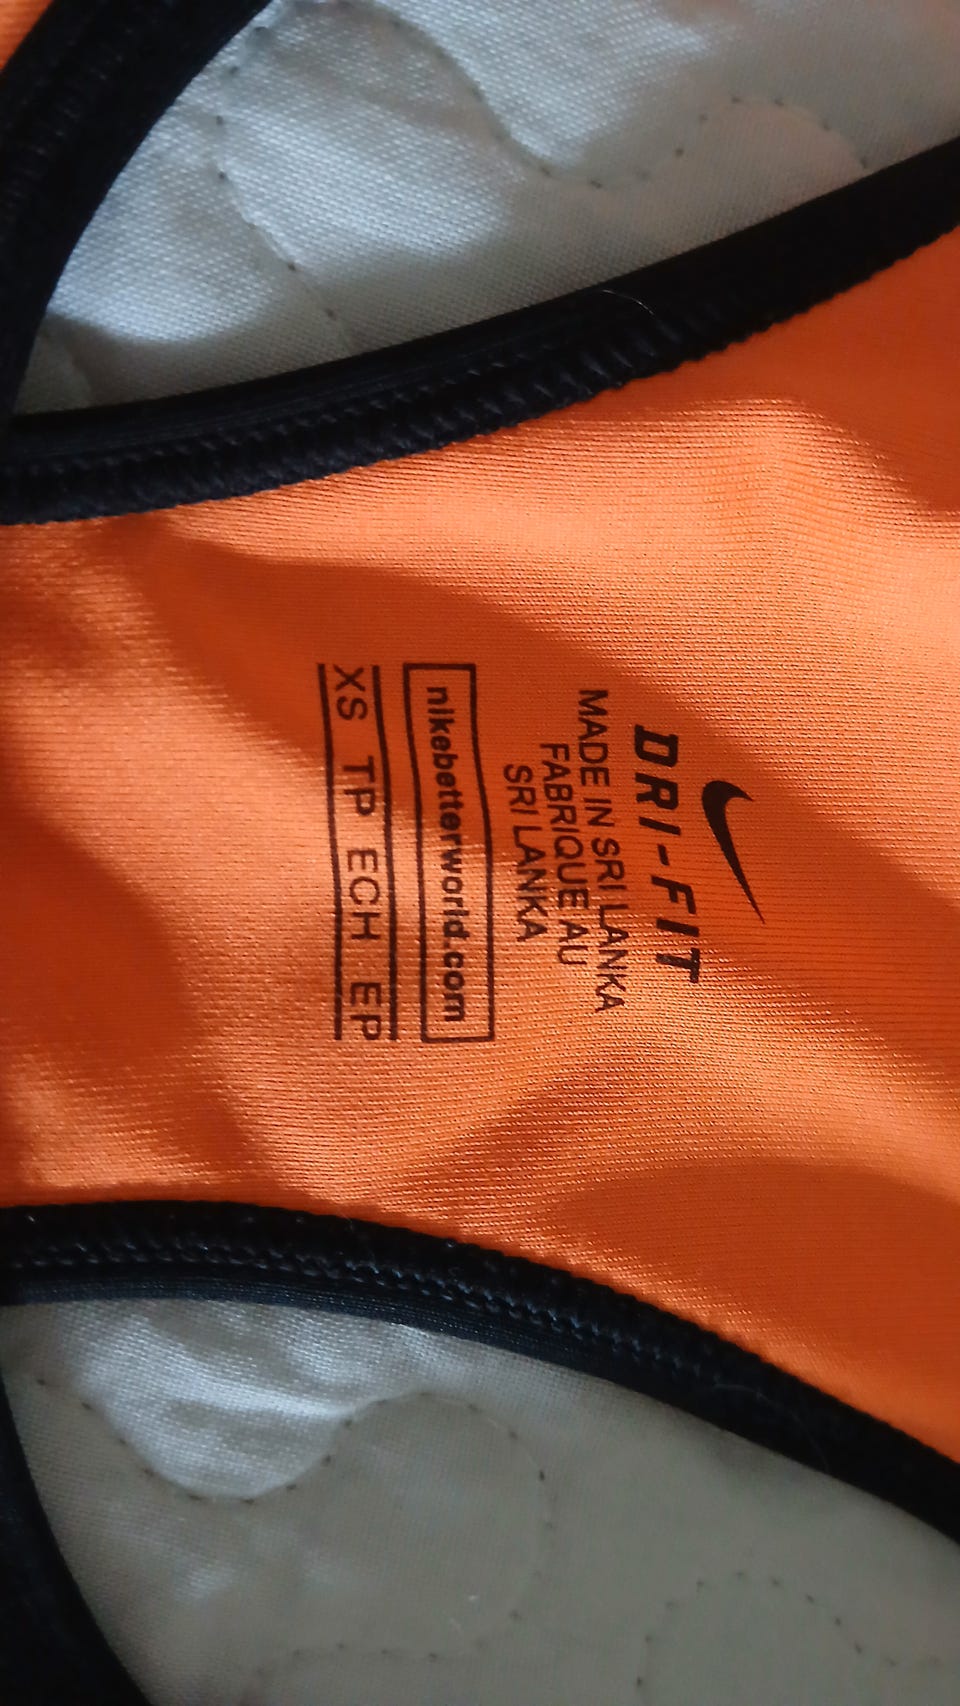 DRI-FIT
MADE IN SRI LANKA
FABRIQUE AU
SRI LANKA
nikebetterworld.com
XS TP ECH EP